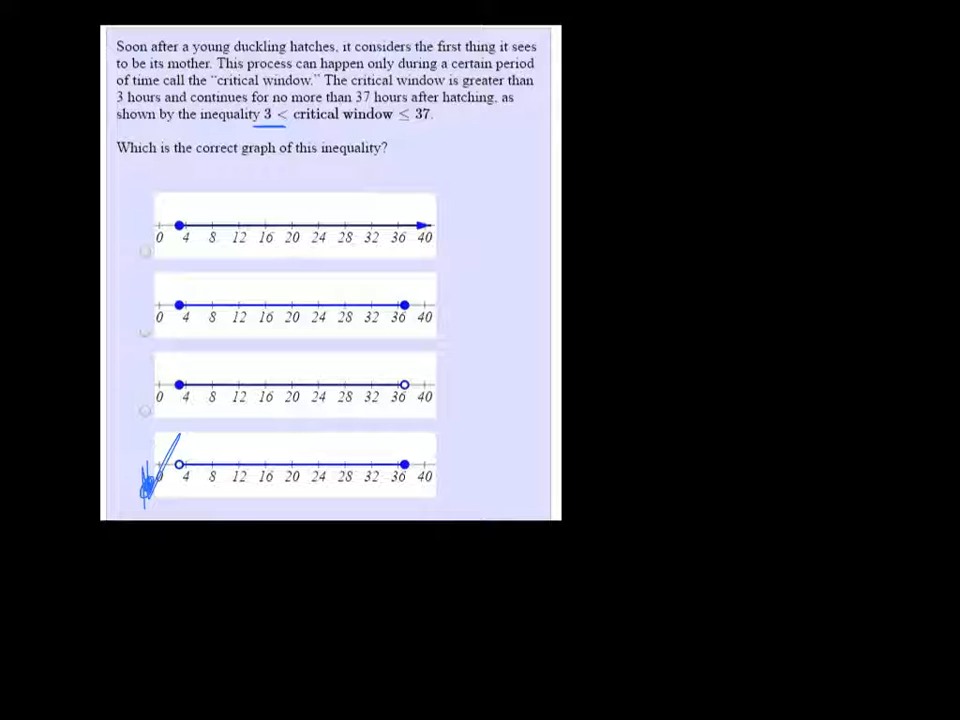 Soon after a young duckling hatches, it considers the first thing it sees
to be its mother. This process can happen only during a certain period
of time call the "critical window." The critical window is greater than
3 hours and continues for no more than 37 hours after hatching, as
shown by the inequality 3 < critical window ≤ 37.
Which is the correct graph of this inequality?
0 4 8 12 16 20 24 28 32 36 40
0 4 8 12 16 20 24 28 32 36 40
0 4 8 12 16 20 24 28 32 36 40
0 4 8 12 16 20 24 28 32 36 40